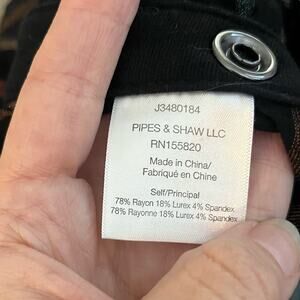 J3480184
PIPES & SHAW LLC
RN155820
Made in China/
Fabriqué en Chine
Self/Principal
78% Rayon 18% Lurex 4% Spandex
78% Rayonne 18% Lurex 4% Spandex